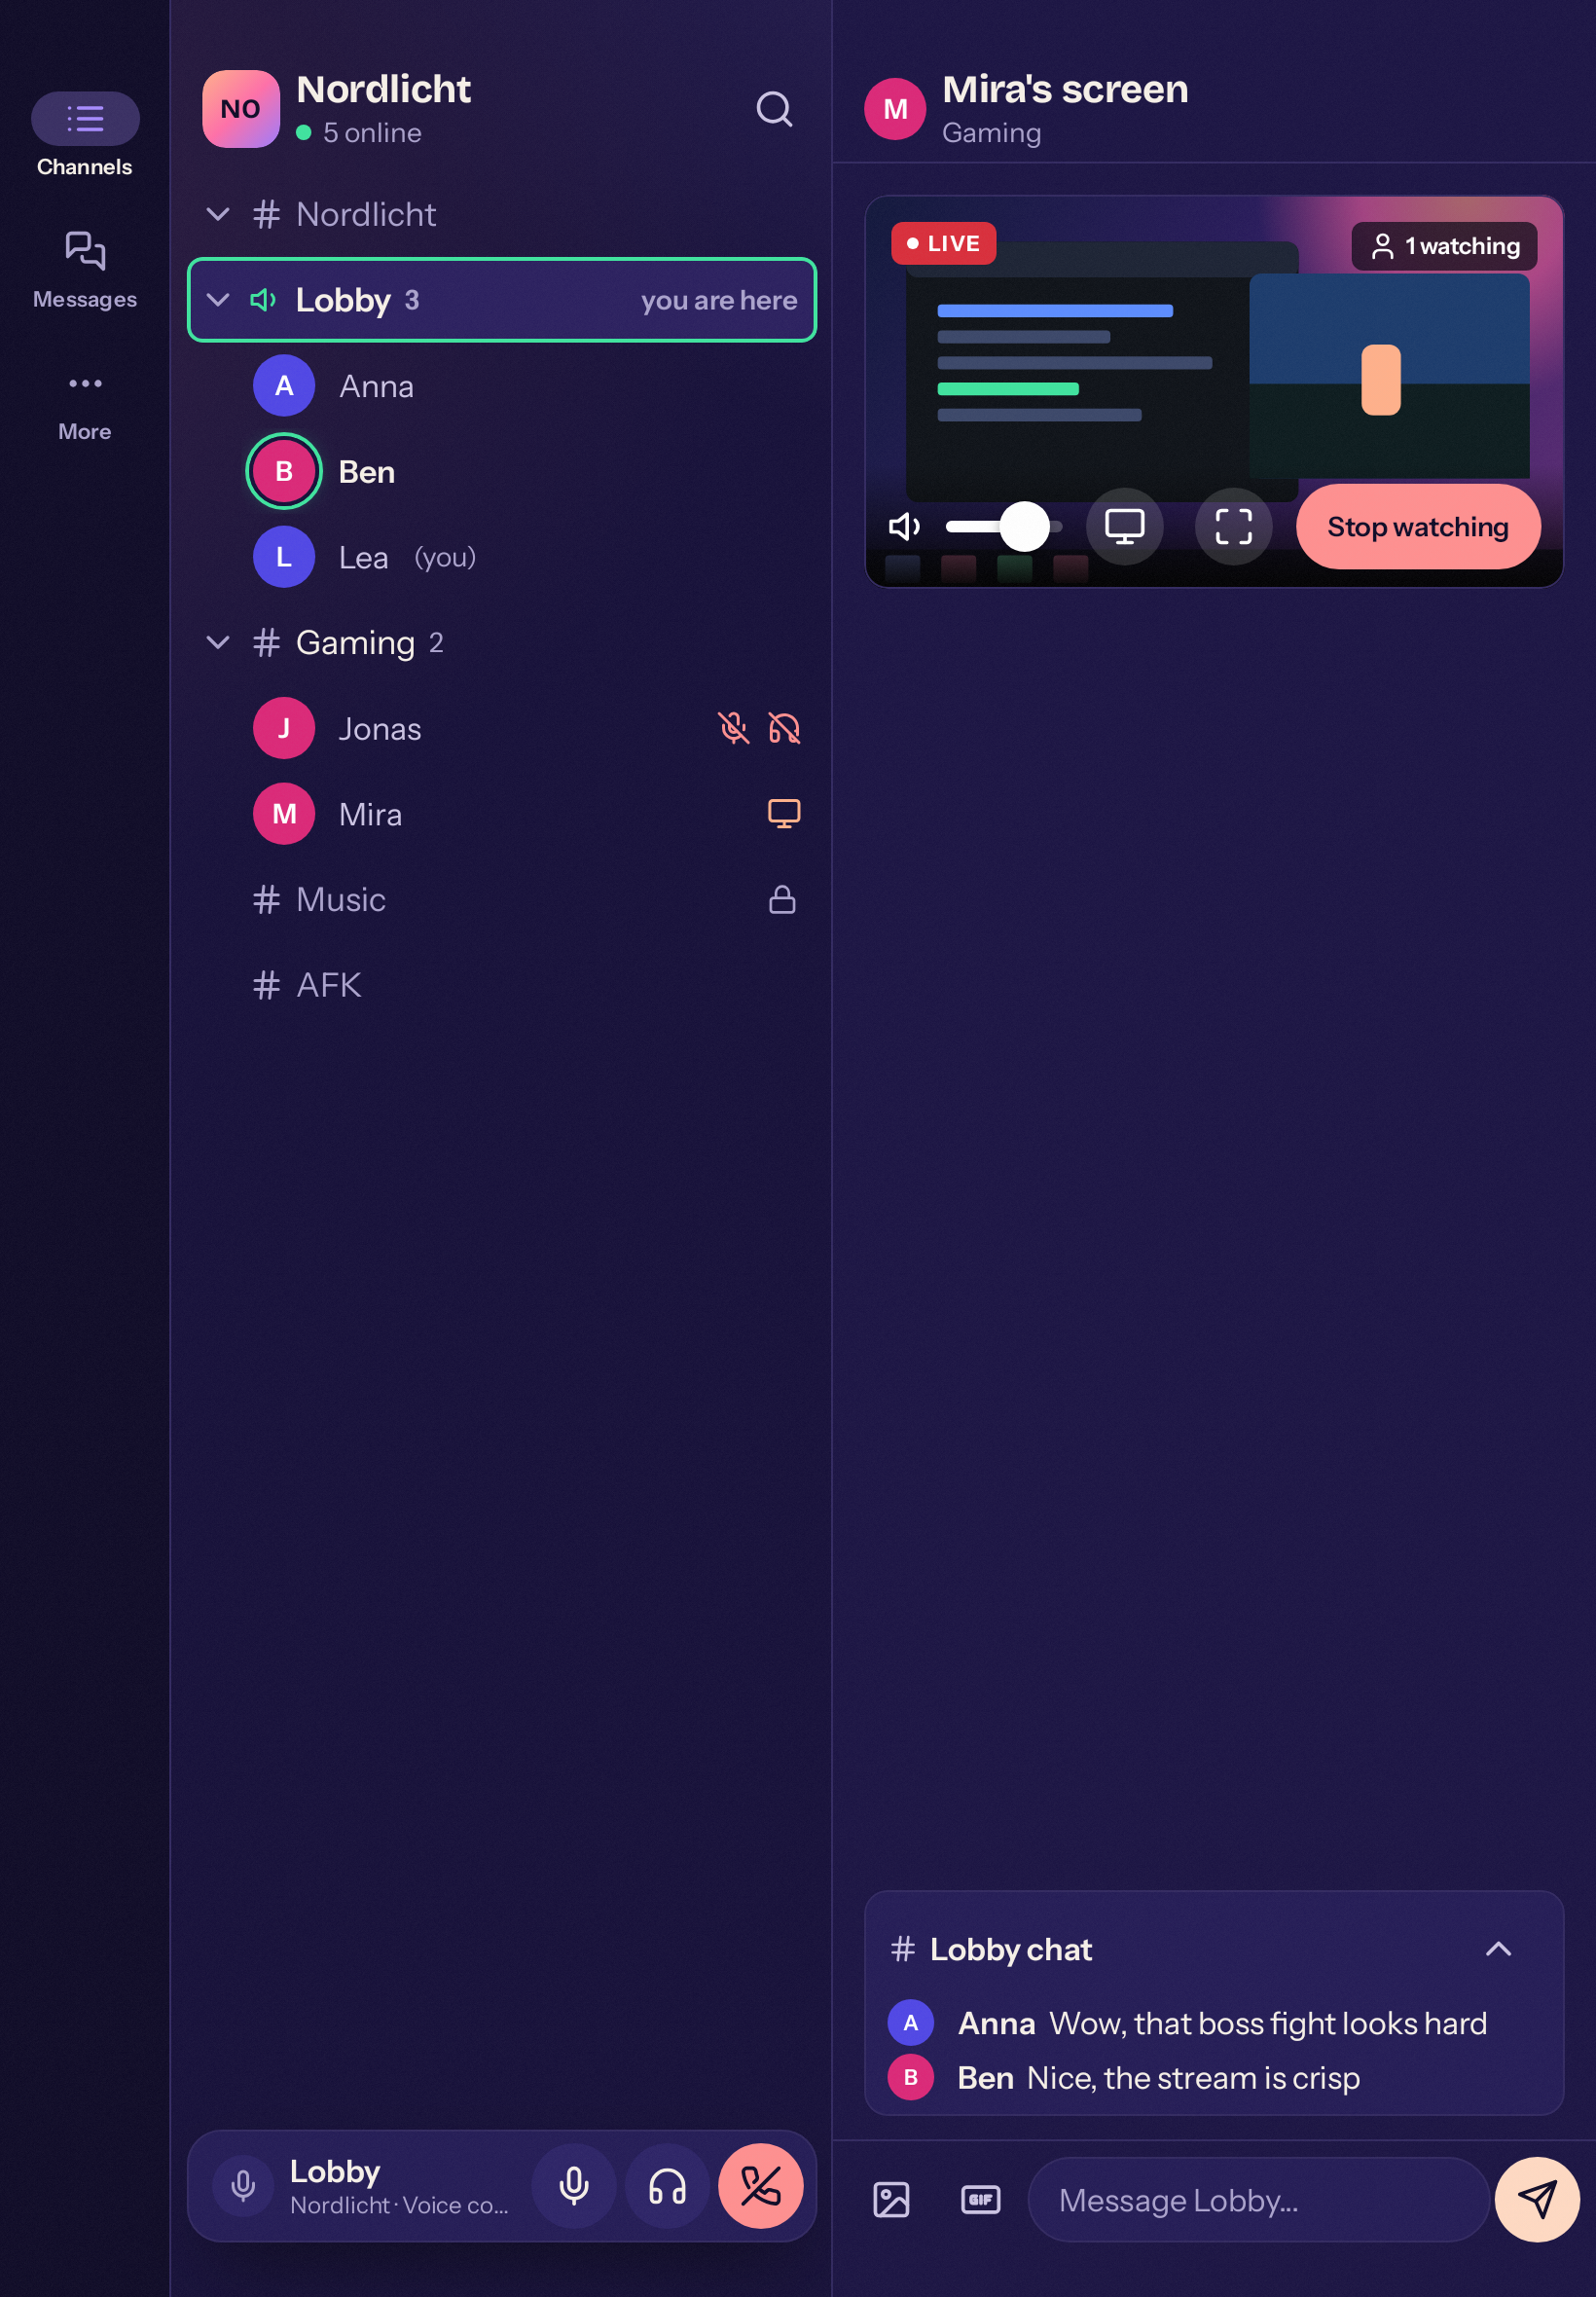 Channels
Messages
More
NO
Nordlicht
5 online
Nordlicht
Lobby 3 you are here
A Anna
B Ben
L Lea (you)
Gaming 2
J Jonas
M Mira
Music
AFK
Lobby
Nordlicht · Voice co...
M
Mira's screen
Gaming
LIVE
1 watching
Stop watching
# Lobby chat
A Anna Wow, that boss fight looks hard
B Ben Nice, the stream is crisp
GIF
Message Lobby...